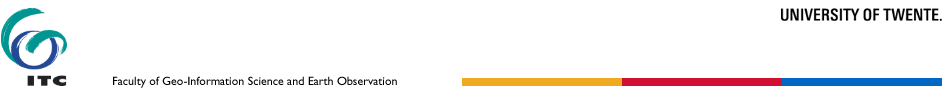 UNIVERSITY OF TWENTE.
ITC
Faculty of Geo-Information Science and Earth Observation